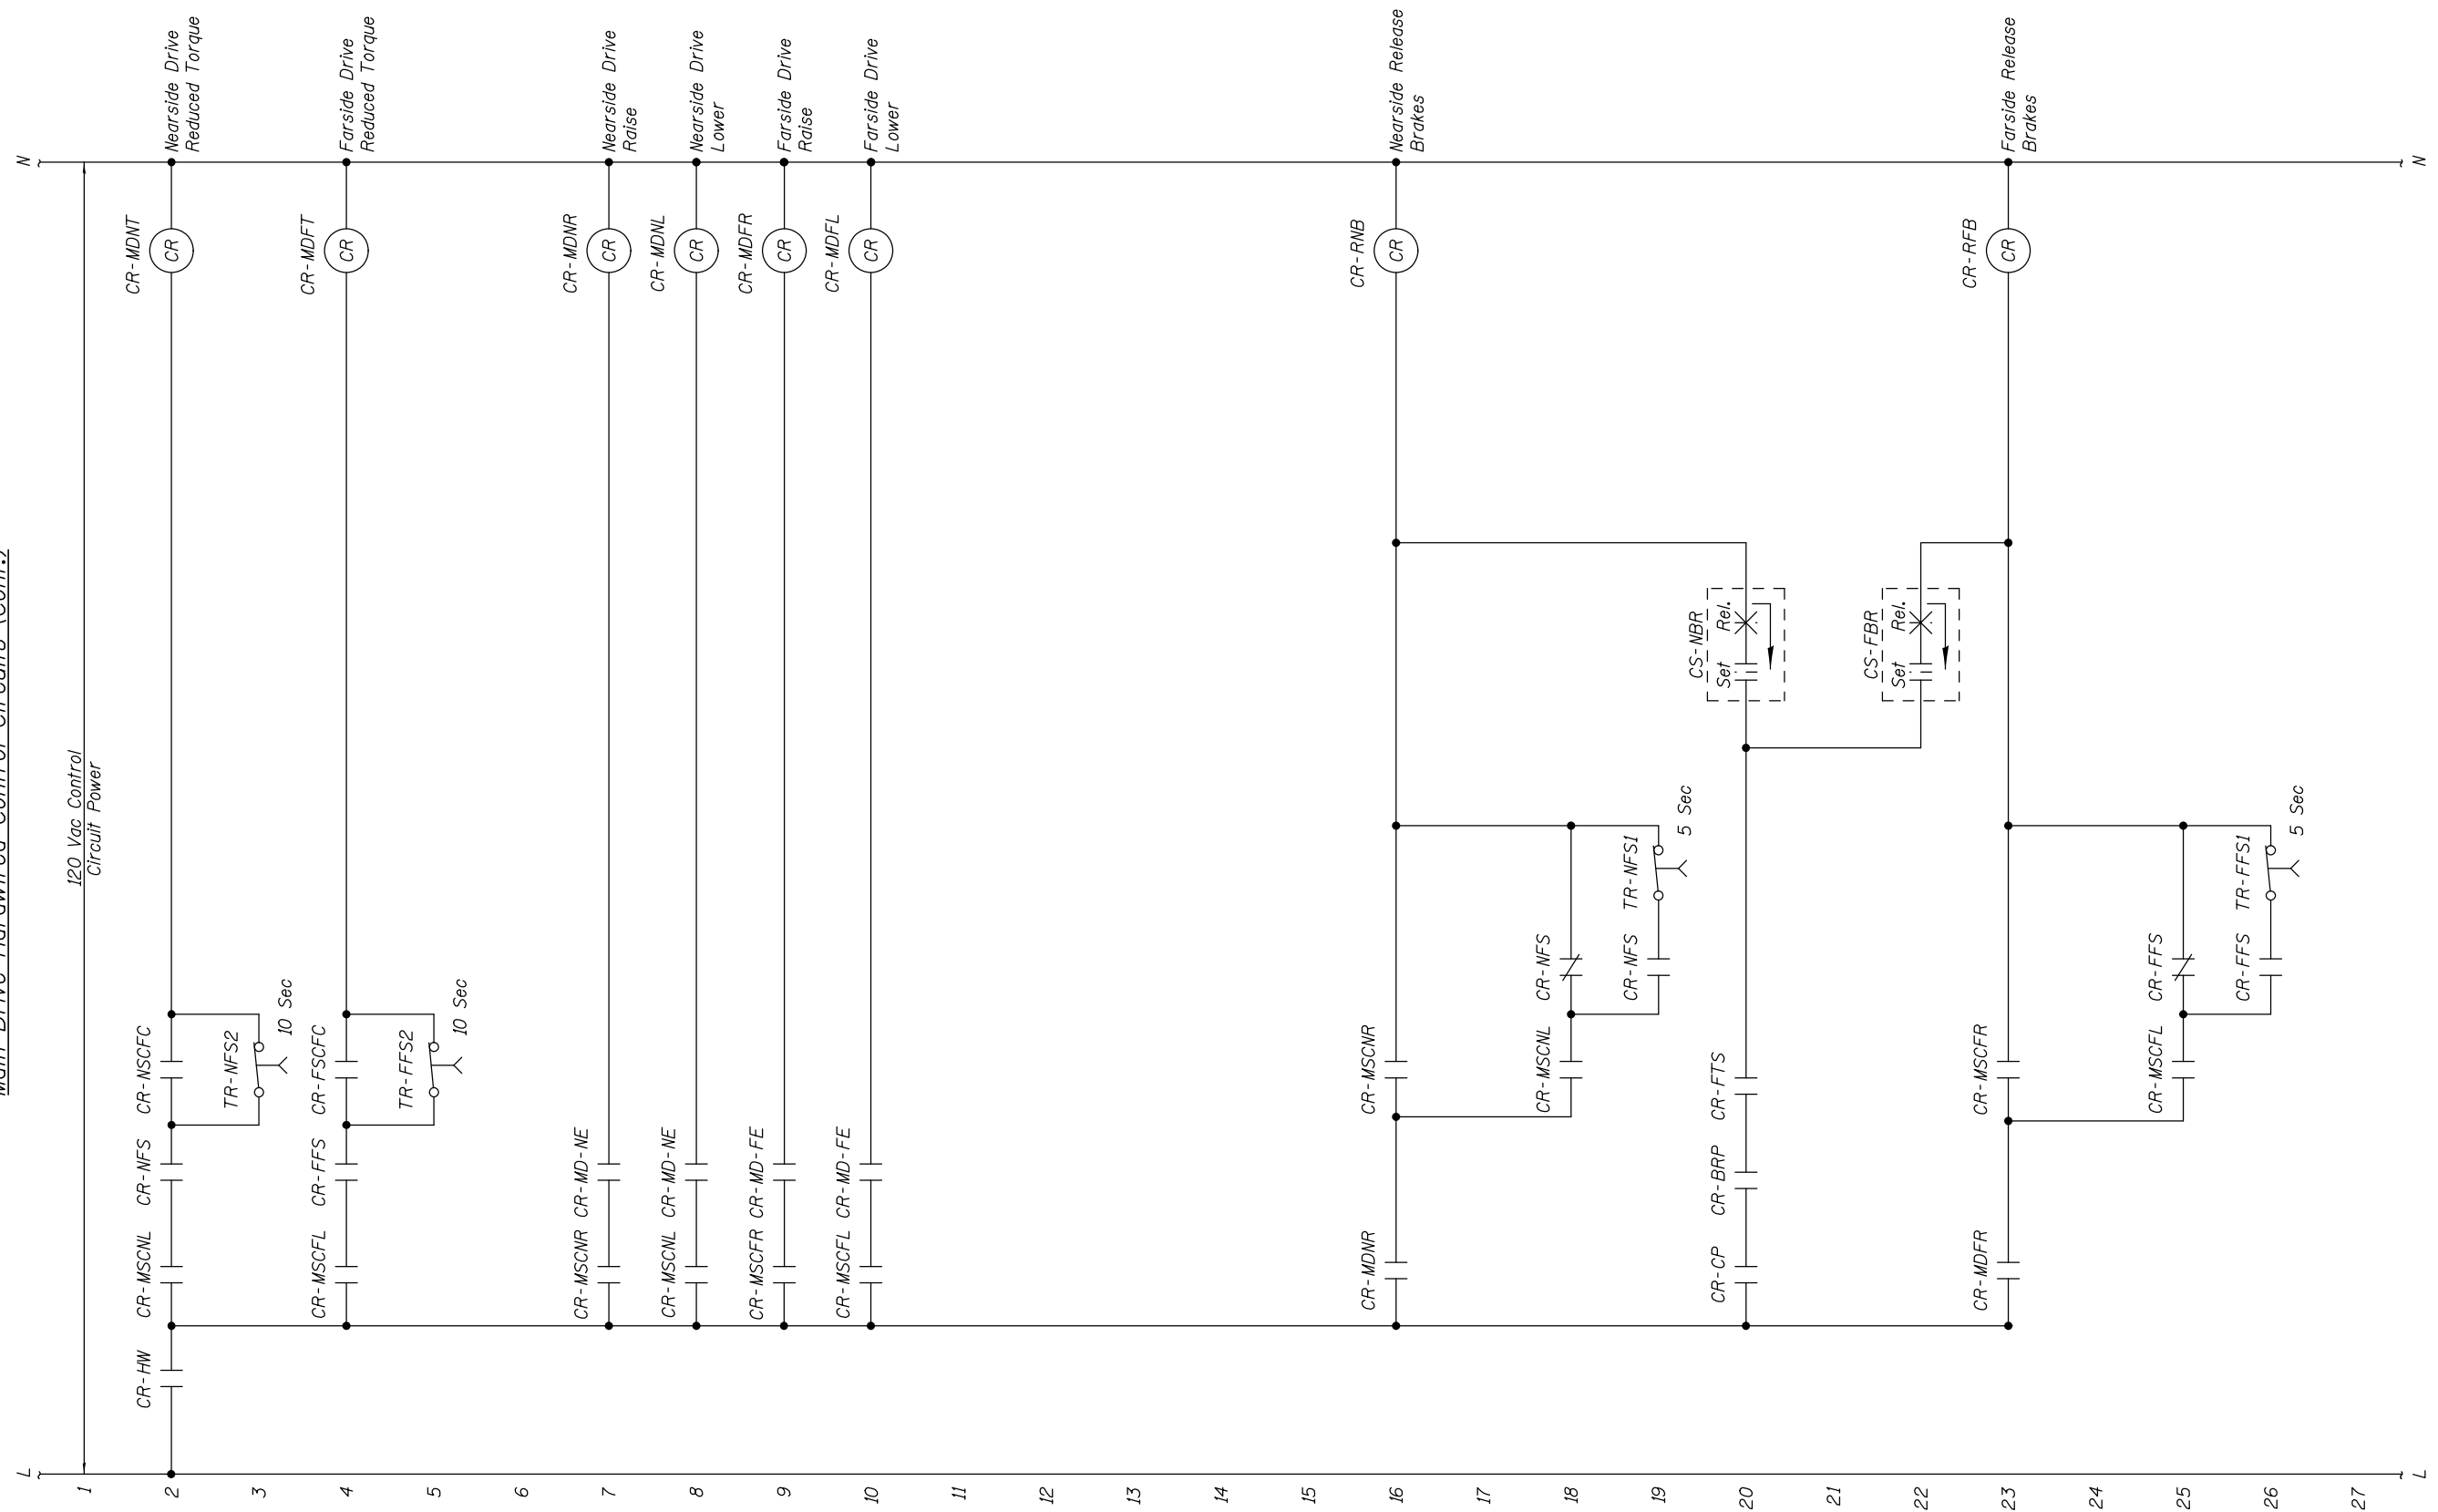 Main Drive Hardwired Control Circuits (Cont.)
L
N
1
120 Vac Control
Circuit Power
2
CR-HW
CR-MSCNL
CR-NFS
CR-NSCFC
CR-MDNT
CR
Nearside Drive
Reduced Torque
3
TR-NFS2
10 Sec
4
CR-MSCFL
CR-FFS
CR-FSCFC
CR-MDFT
CR
Farside Drive
Reduced Torque
5
TR-FFS2
10 Sec
6
7
CR-MSCNR
CR-MD-NE
CR-MDNR
CR
Nearside Drive
Raise
8
CR-MSCNL
CR-MD-NE
CR-MDNL
CR
Nearside Drive
Lower
9
CR-MSCFR
CR-MD-FE
CR-MDFR
CR
Farside Drive
Raise
10
CR-MSCFL
CR-MD-FE
CR-MDFL
CR
Farside Drive
Lower
11
12
13
14
15
16
CR-MDNR
CR-MSCNR
CR-RNB
CR
Nearside Release
Brakes
17
18
CR-MSCNL
CR-NFS
19
CR-NFS
TR-NFS1
5 Sec
20
CR-CP
CR-BRP
CR-FTS
CS-NBR
Set
Rel.
21
22
CS-FBR
Set
Rel.
23
CR-MDFR
CR-MSCFR
CR-RFB
CR
Farside Release
Brakes
24
25
CR-MSCFL
CR-FFS
26
CR-FFS
TR-FFS1
5 Sec
27
L
N